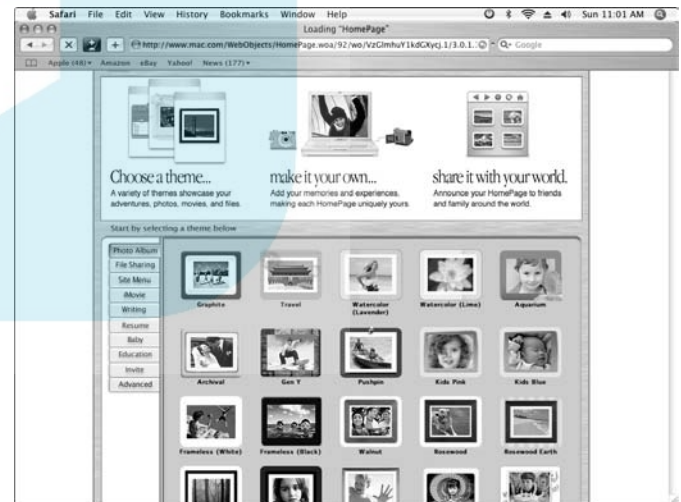 Safari File Edit View History Bookmarks Window Help Sun 11:01 AM
Loading "HomePage"
http://www.mac.com/WebObjects/HomePage.woa/92/wo/VzGlmhuY1kdGXycj.1/3.0.1. Google
Apple (48) Amazon eBay Yahoo! News (177)
Choose a theme... make it your own... share it with your world.
A variety of themes showcase your Add your memories and experiences, Announce your HomePage to friends
adventures, photos, movies, and files. making each HomePage uniquely yours. and family around the world.
Start by selecting a theme below
Photo Album
File Sharing
Site Menu
iMovie
Writing
Resume
Baby
Education
Invite
Advanced
Graphite Travel Watercolor (Lavender) Watercolor (Lime) Aquarium
Archival Gen Y Pushpin Kids Pink Kids Blue
Frameless (White) Frameless (Black) Walnut Rosewood Rosewood Earth